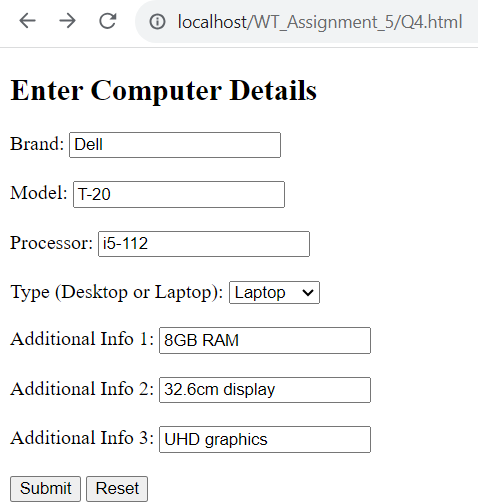 localhost/WT_Assignment_5/Q4.html
Enter Computer Details
Brand: Dell
Model: T-20
Processor: i5-112
Type (Desktop or Laptop): Laptop
Additional Info 1: 8GB RAM
Additional Info 2: 32.6cm display
Additional Info 3: UHD graphics
Submit Reset